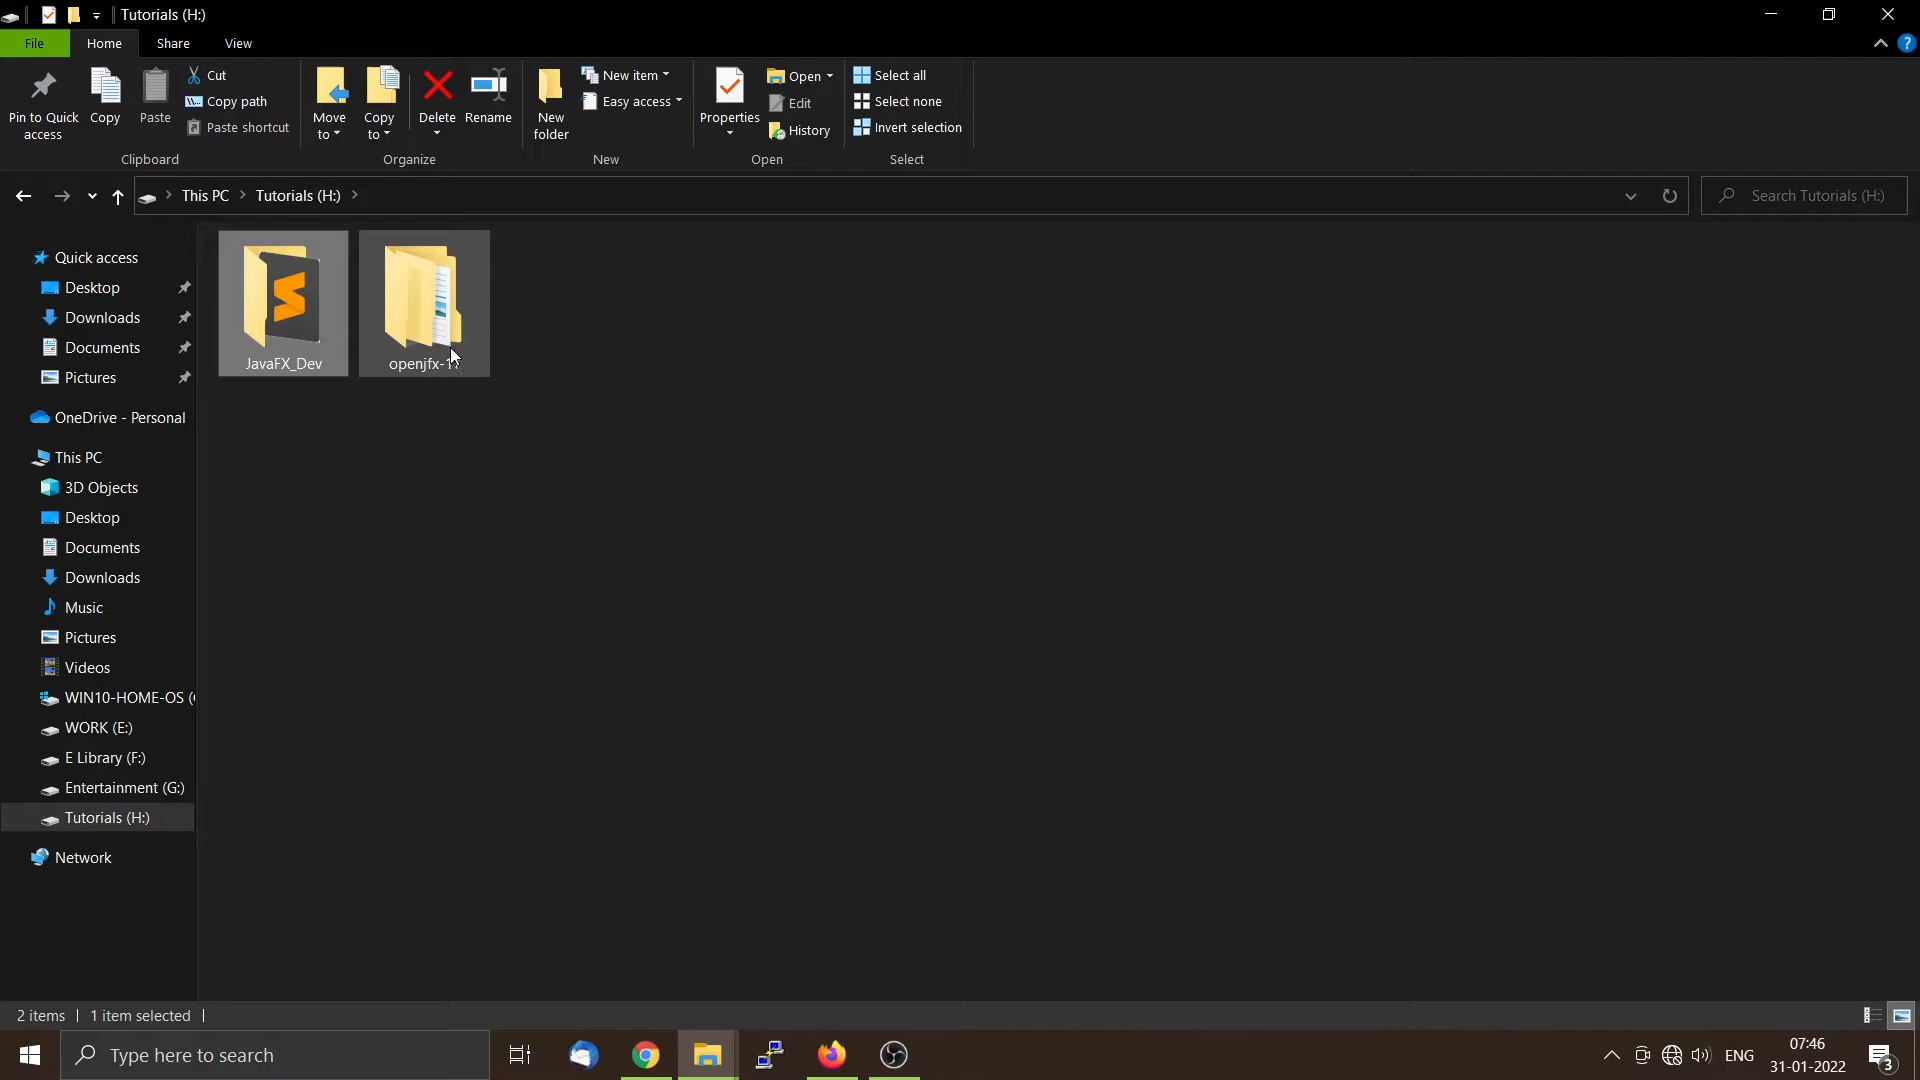 Tutorials (H:)
File
Home
Share
View
Pin to Quick access
Copy
Paste
Cut
Copy path
Paste shortcut
Clipboard
Move to
Copy to
Delete
Rename
Organize
New folder
New item
Easy access
New
Properties
Open
Edit
History
Open
Select all
Select none
Invert selection
Select
This PC
Tutorials (H:)
Search Tutorials (H:)
Quick access
Desktop
Downloads
Documents
Pictures
OneDrive - Personal
This PC
3D Objects
Desktop
Documents
Downloads
Music
Pictures
Videos
WIN10-HOME-OS (
WORK (E:)
E Library (F:)
Entertainment (G:)
Tutorials (H:)
Network
JavaFX_Dev
2 items
1 item selected
Type here to search
ENG
07:46
31-01-2022
3